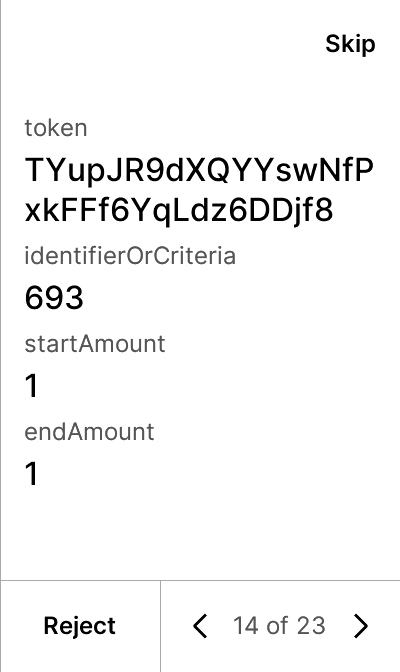 Skip
token
TYupJR9dXQYYswNfP
xkFFf6YqLdz6DDjf8
identifierOrCriteria
693
startAmount
1
endAmount
1
Reject
14 of 23